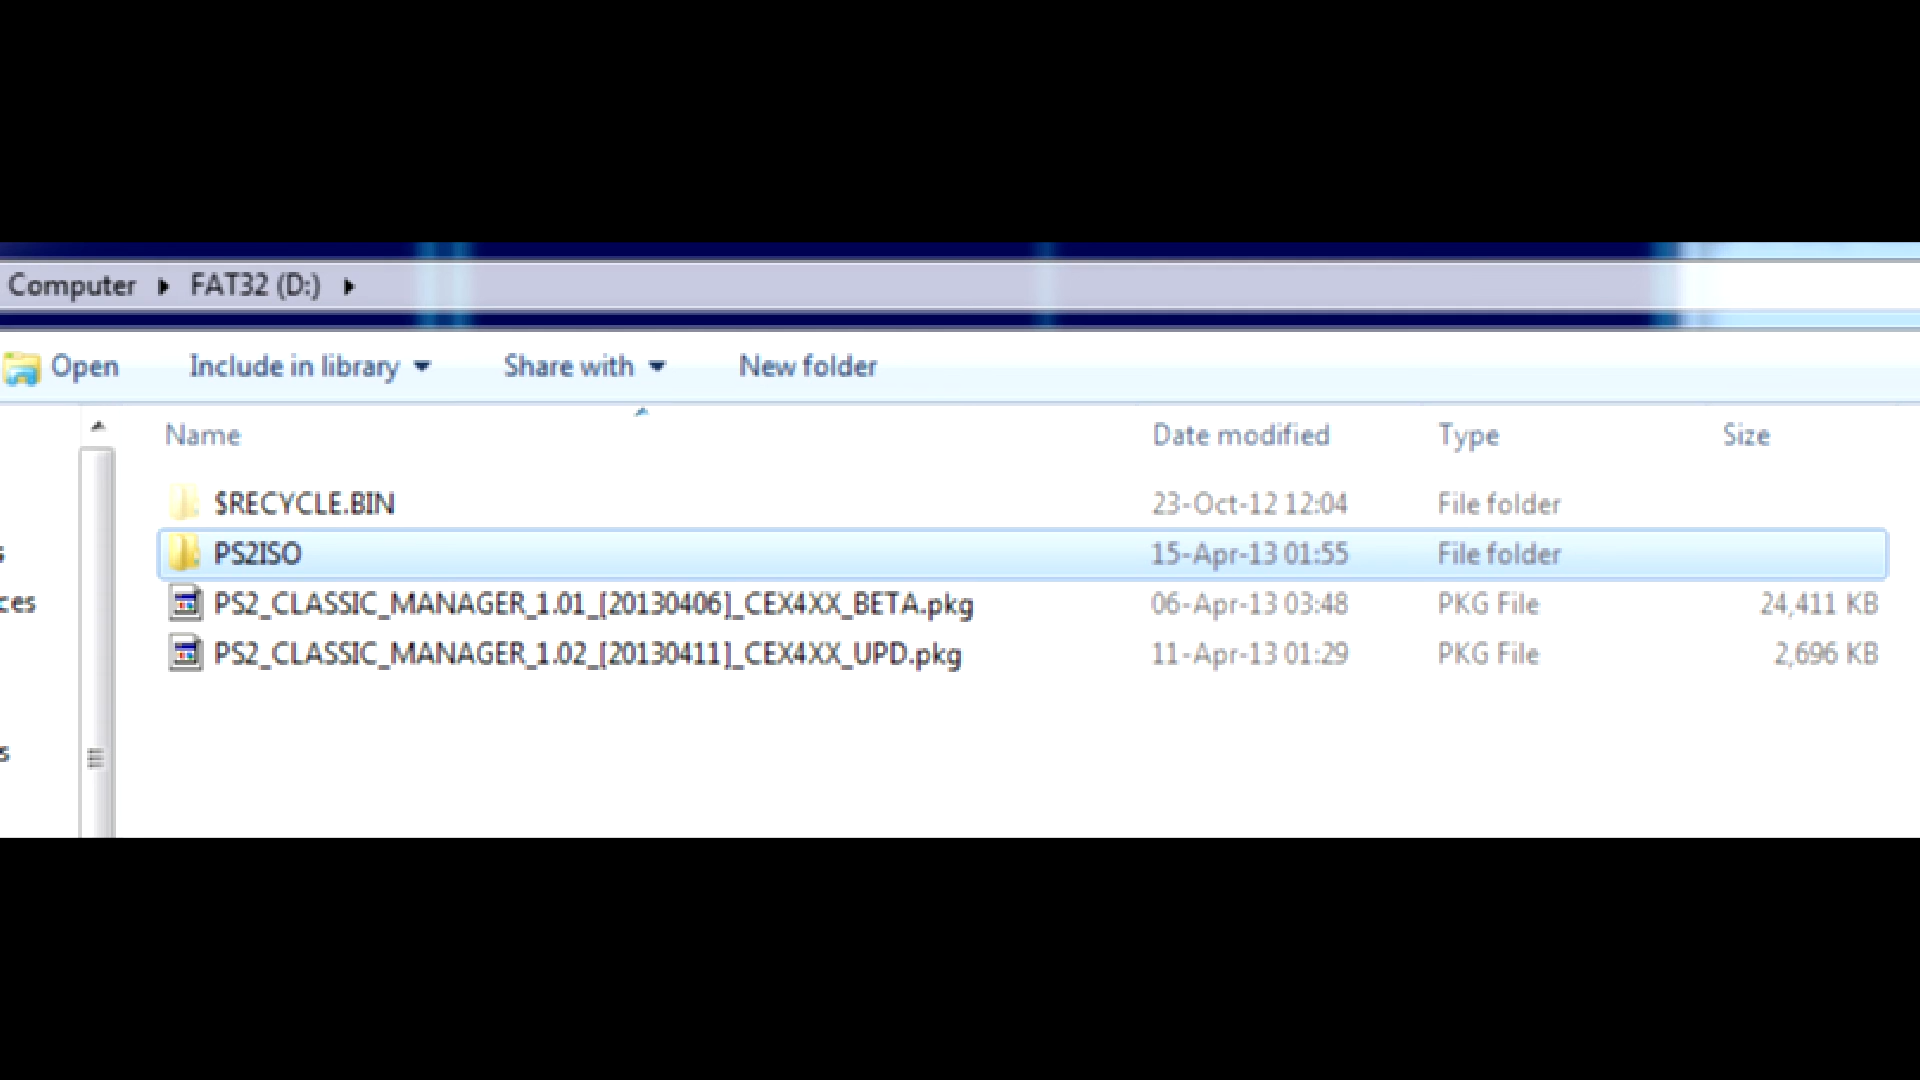 Computer FAT32 (D:)
Open Include in library Share with New folder
Name Date modified Type Size
$RECYCLE.BIN 23-Oct-12 12:04 File folder
PS2ISO 15-Apr-13 01:55 File folder
PS2_CLASSIC_MANAGER_1.01_[20130406]_CEX4XX_BETA.pkg 06-Apr-13 03:48 PKG File 24,411 KB
PS2_CLASSIC_MANAGER_1.02_[20130411]_CEX4XX_UPD.pkg 11-Apr-13 01:29 PKG File 2,696 KB